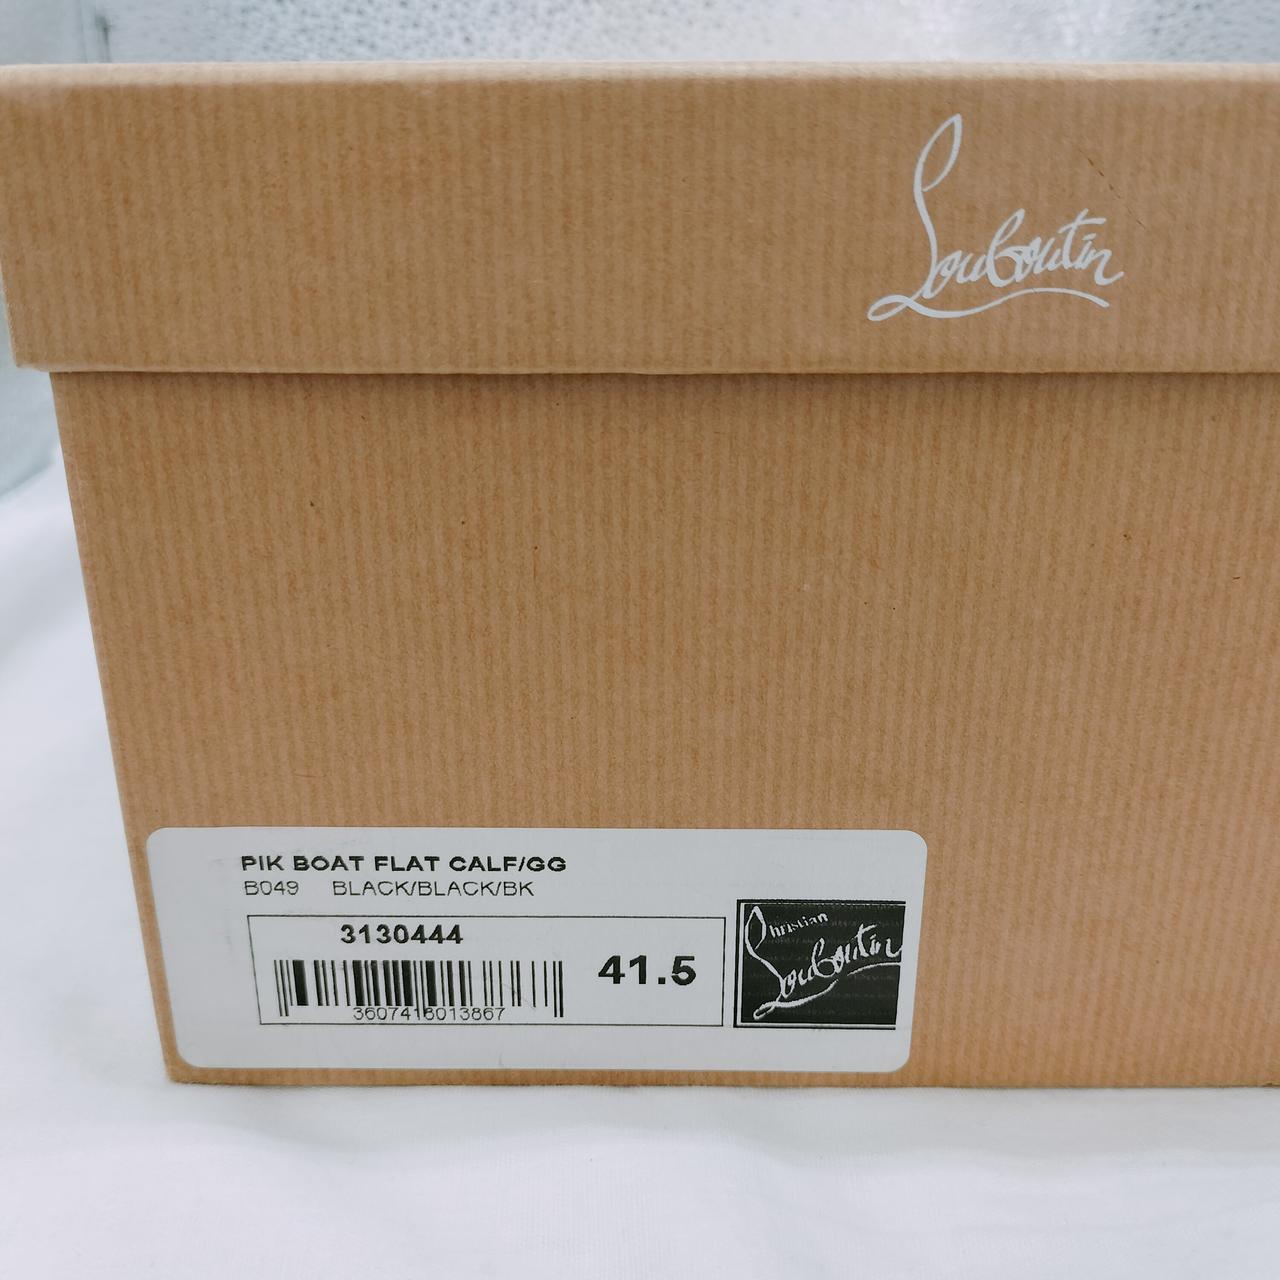 Louboutin
PIK BOAT FLAT CALF/GG
B049 BLACK/BLACK/BK
3130444
41.5
3607416013867
Christian
Louboutin